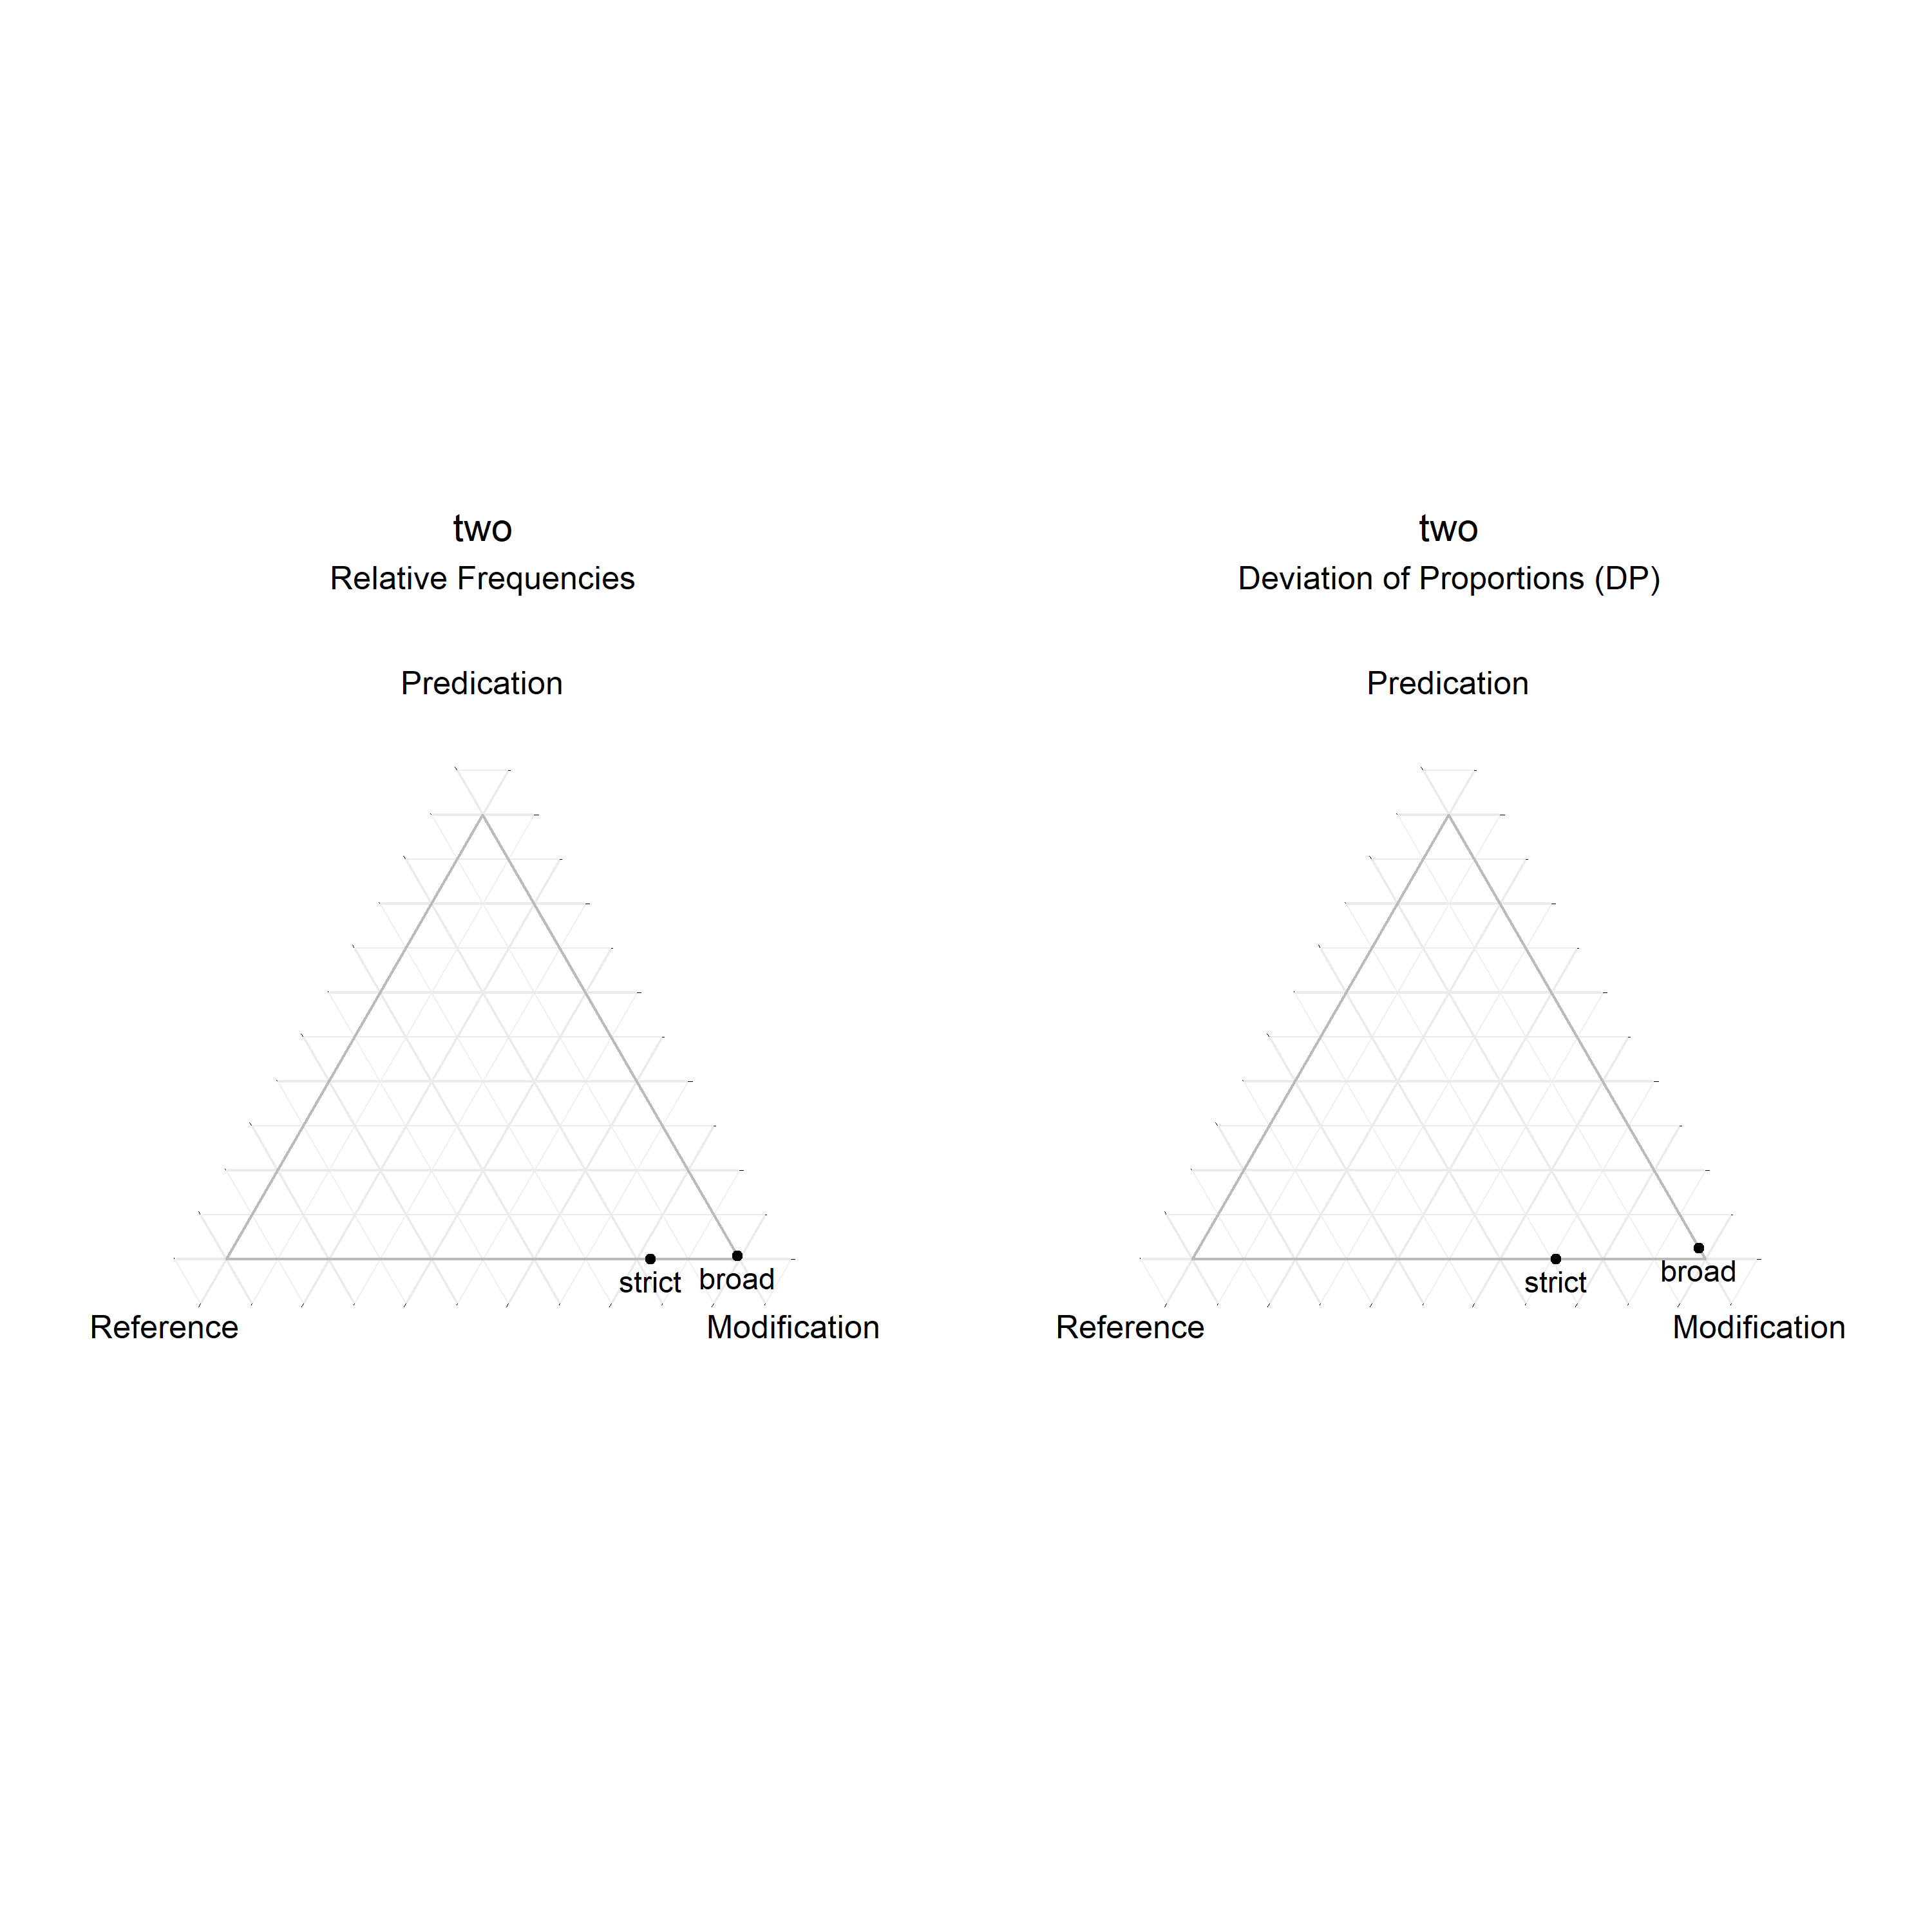 two
Relative Frequencies
Predication
strict
broad
Reference
Modification
two
Deviation of Proportions (DP)
Predication
strict
broad
Reference
Modification